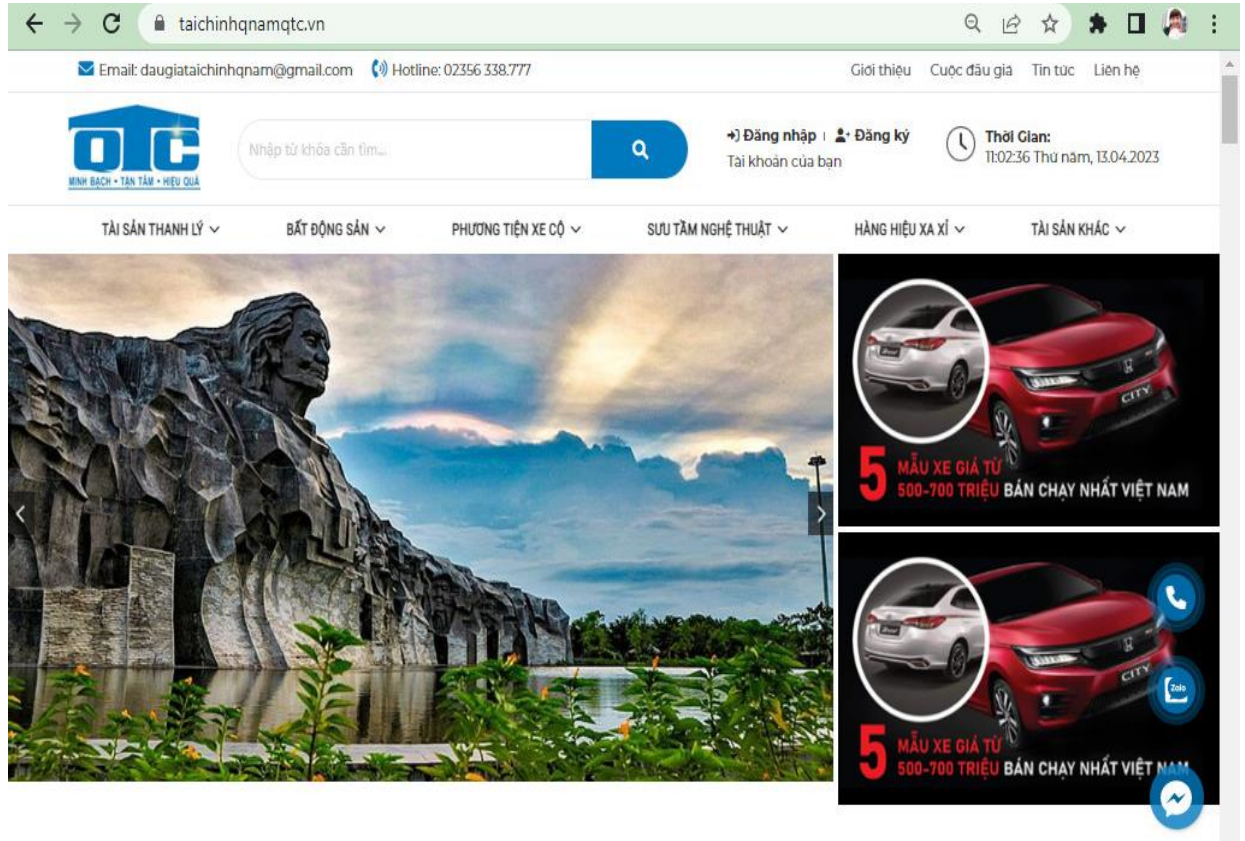 taichinhqnamqtc.vn
Email: daugiataichinhqnam@gmail.com Hotline: 02356 338.777
Giới thiệu Cuộc đấu giá Tin tức Liên hệ
QTC
MINH BẠCH • TẬN TÂM • HIỆU QUẢ
Nhập từ khóa cần tìm...
Đăng nhập Đăng ký
Tài khoản của bạn
Thời Gian:
11:02:36 Thứ năm, 13.04.2023
TÀI SẢN THANH LÝ BẤT ĐỘNG SẢN PHƯƠNG TIỆN XE CỘ SƯU TẦM NGHỆ THUẬT HÀNG HIỆU XA XỈ TÀI SẢN KHÁC
CITY
5 MẪU XE GIÁ TỪ
500-700 TRIỆU BÁN CHẠY NHẤT VIỆT NAM
CITY
Zalo
5 MẪU XE GIÁ TỪ
500-700 TRIỆU BÁN CHẠY NHẤT VIỆT NAM